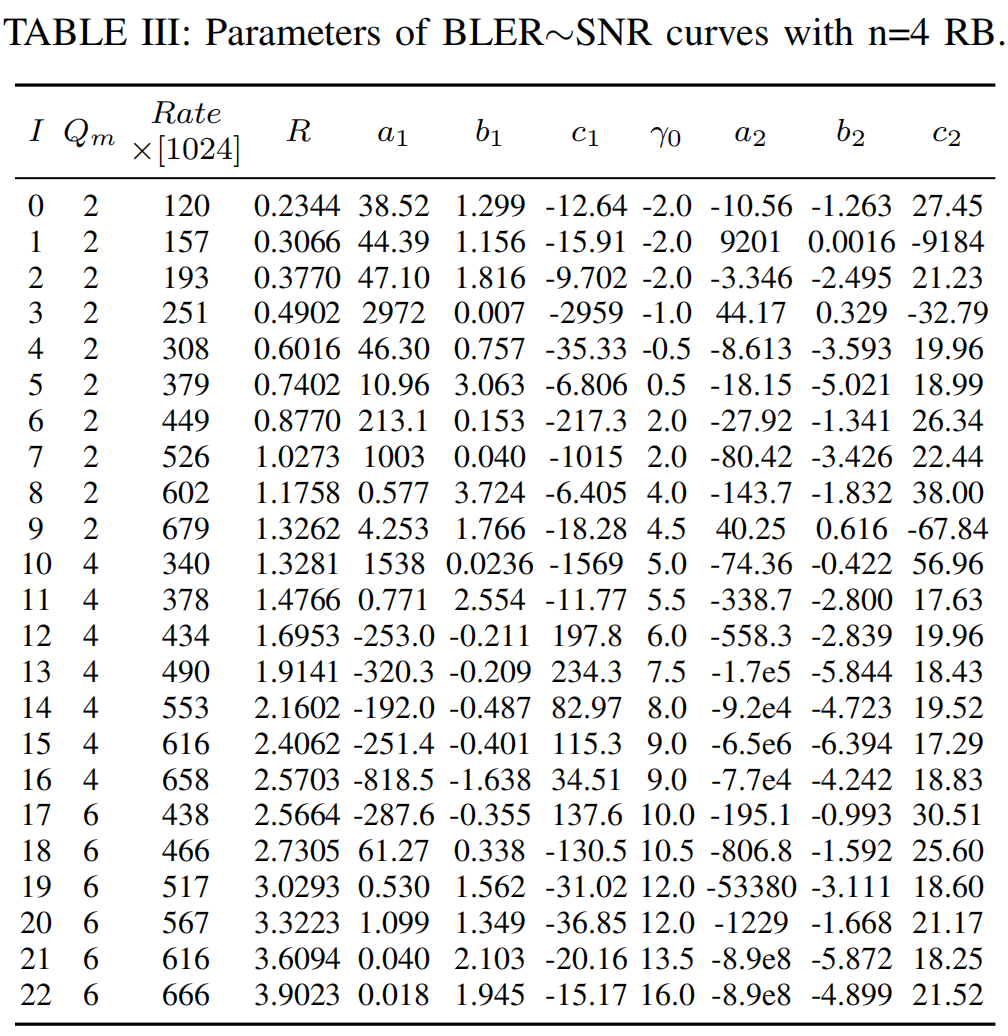 TABLE III: Parameters of BLER∼SNR curves with n=4 RB.
I Qm Rate ×[1024] R a1 b1 c1 γ0 a2 b2 c2
0 2 120 0.2344 38.52 1.299 -12.64 -2.0 -10.56 -1.263 27.45
1 2 157 0.3066 44.39 1.156 -15.91 -2.0 9201 0.0016 -9184
2 2 193 0.3770 47.10 1.816 -9.702 -2.0 -3.346 -2.495 21.23
3 2 251 0.4902 2972 0.007 -2959 -1.0 44.17 0.329 -32.79
4 2 308 0.6016 46.30 0.757 -35.33 -0.5 -8.613 -3.593 19.96
5 2 379 0.7402 10.96 3.063 -6.806 0.5 -18.15 -5.021 18.99
6 2 449 0.8770 213.1 0.153 -217.3 2.0 -27.92 -1.341 26.34
7 2 526 1.0273 1003 0.040 -1015 2.0 -80.42 -3.426 22.44
8 2 602 1.1758 0.577 3.724 -6.405 4.0 -143.7 -1.832 38.00
9 2 679 1.3262 4.253 1.766 -18.28 4.5 40.25 0.616 -67.84
10 4 340 1.3281 1538 0.0236 -1569 5.0 -74.36 -0.422 56.96
11 4 378 1.4766 0.771 2.554 -11.77 5.5 -338.7 -2.800 17.63
12 4 434 1.6953 -253.0 -0.211 197.8 6.0 -558.3 -2.839 19.96
13 4 490 1.9141 -320.3 -0.209 234.3 7.5 -1.7e5 -5.844 18.43
14 4 553 2.1602 -192.0 -0.487 82.97 8.0 -9.2e4 -4.723 19.52
15 4 616 2.4062 -251.4 -0.401 115.3 9.0 -6.5e6 -6.394 17.29
16 4 658 2.5703 -818.5 -1.638 34.51 9.0 -7.7e4 -4.242 18.83
17 6 438 2.5664 -287.6 -0.355 137.6 10.0 -195.1 -0.993 30.51
18 6 466 2.7305 61.27 0.338 -130.5 10.5 -806.8 -1.592 25.60
19 6 517 3.0293 0.530 1.562 -31.02 12.0 -53380 -3.111 18.60
20 6 567 3.3223 1.099 1.349 -36.85 12.0 -1229 -1.668 21.17
21 6 616 3.6094 0.040 2.103 -20.16 13.5 -8.9e8 -5.872 18.25
22 6 666 3.9023 0.018 1.945 -15.17 16.0 -8.9e8 -4.899 21.52